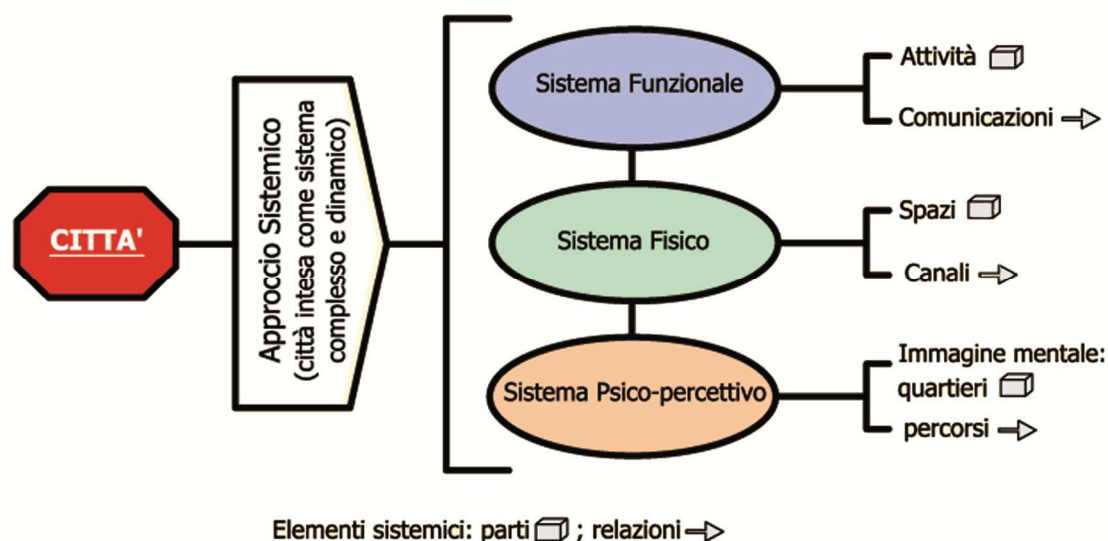 CITTA'
Approccio Sistemico
(città intesa come sistema
complesso e dinamico)
Sistema Funzionale
Attività
Comunicazioni
Sistema Fisico
Spazi
Canali
Sistema Psico-percettivo
Immagine mentale:
quartieri
percorsi
Elementi sistemici: parti ; relazioni